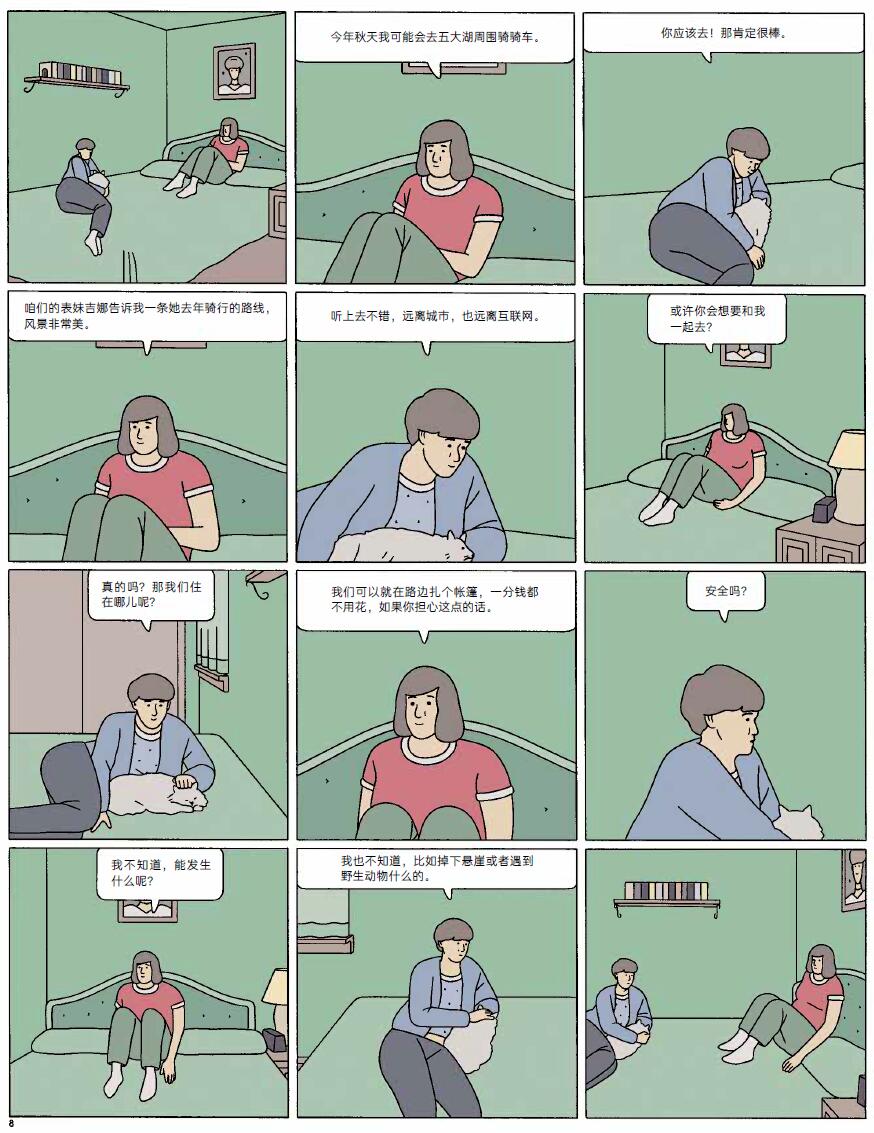 今年秋天我可能会去五大湖周围骑骑车。
你应该去！那肯定很棒。
咱们的表妹吉娜告诉我一条她去年骑行的路线，
风景非常美。
听上去不错，远离城市，也远离互联网。
或许你会想要和我
一起去？
真的吗？那我们住
在哪儿呢？
我们可以就在路边扎个帐篷，一分钱都
不用花，如果你担心这点的话。
安全吗？
我不知道，能发生
什么呢？
我也不知道，比如掉下悬崖或者遇到
野生动物什么的。
8